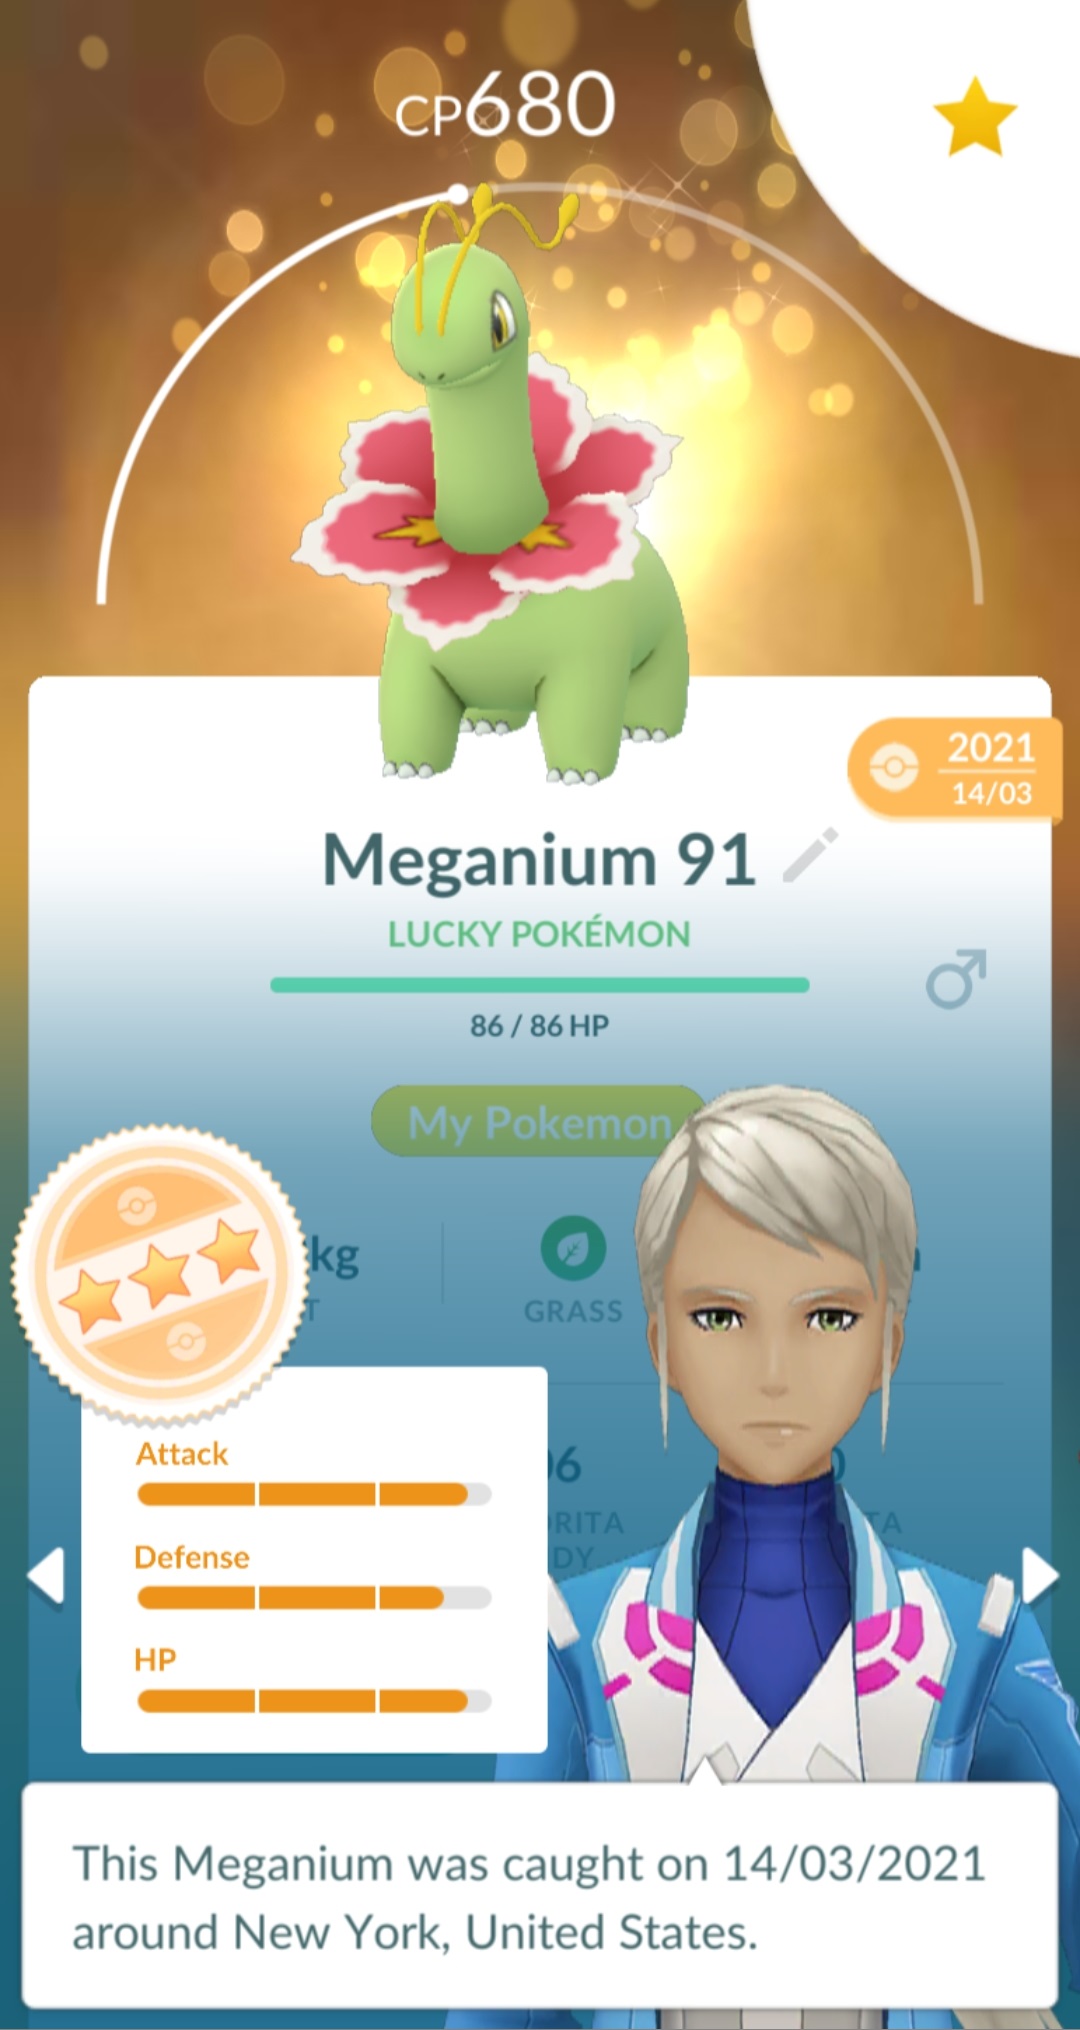 CP680
2021
14/03
Meganium 91
LUCKY POKÉMON
86 / 86 HP
My Pokemon
kg
GRASS
Attack
Defense
HP
This Meganium was caught on 14/03/2021
around New York, United States.